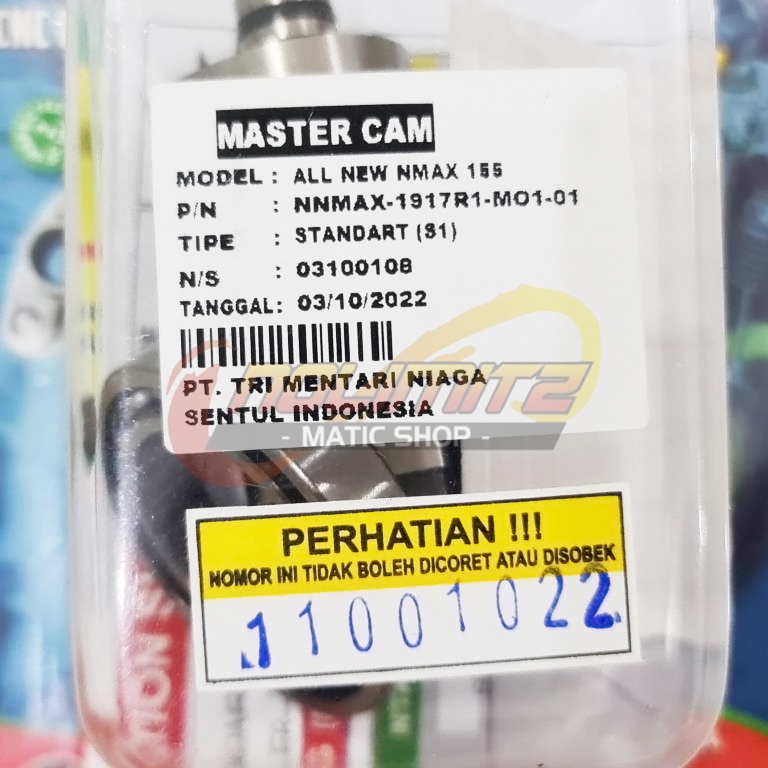 MASTER CAM
MODEL : ALL NEW NMAX 155
P/N : NNMAX-1917R1-MO1-01
TIPE : STANDART (S1)
N/S : 03100108
TANGGAL : 03/10/2022
PT. TRI MENTARI NIAGA
SENTUL INDONESIA
NOLIMITZ
- MATIC SHOP -
PERHATIAN !!!
NOMOR INI TIDAK BOLEH DICORET ATAU DISOBEK
11001022